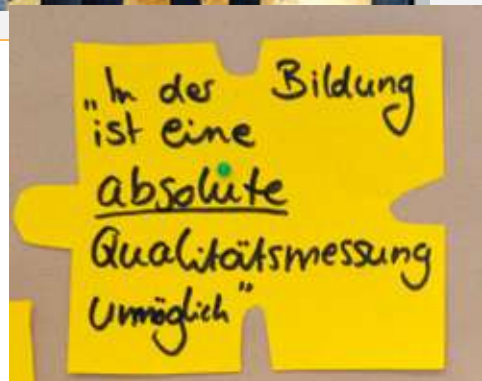 „In der Bildung
ist eine
absolute
Qualitätsmessung
unmöglich"